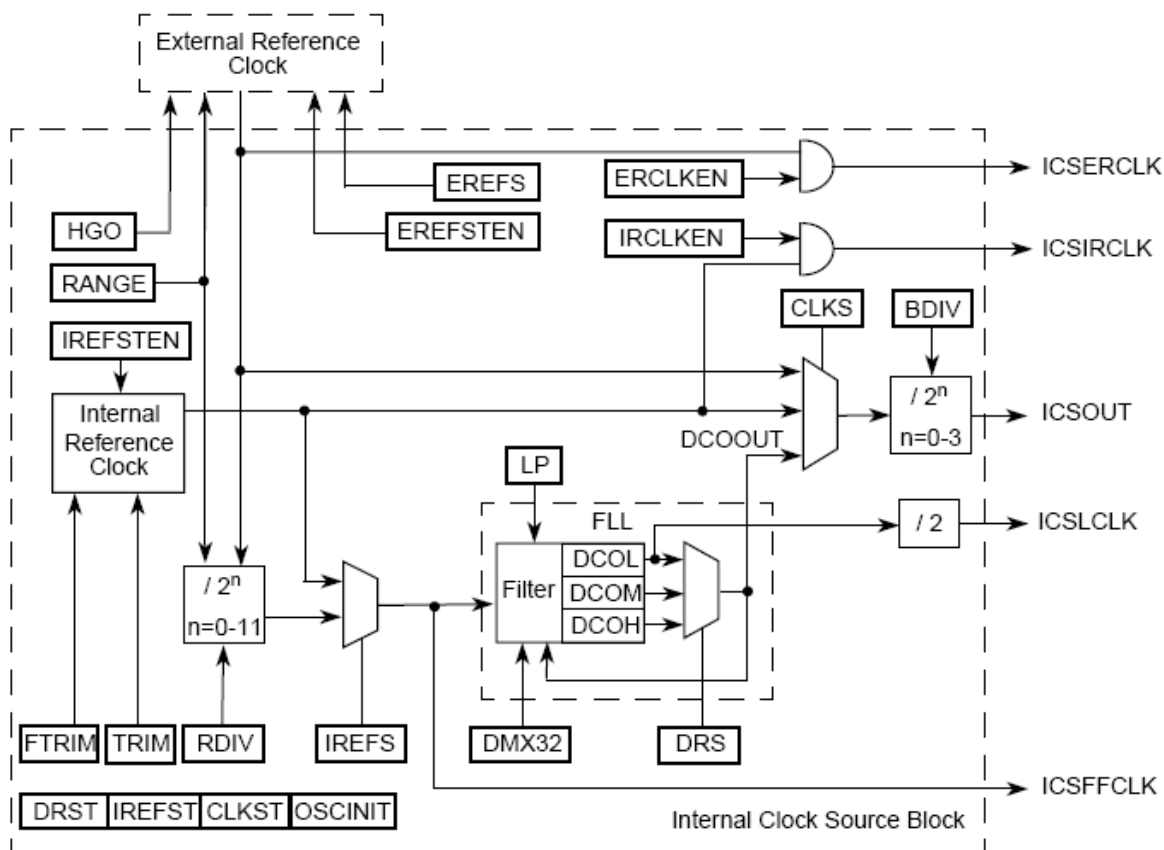 External Reference
Clock
EREFS
ERCLKEN
ICSERCLK
HGO
EREFSTEN
IRCLKEN
ICSIRCLK
RANGE
CLKS
BDIV
IREFSTEN
Internal
Reference
Clock
/ 2ⁿ
n=0-3
ICSOUT
DCOOUT
LP
FLL
/ 2
ICSLCLK
/ 2ⁿ
n=0-11
Filter
DCOL
DCOM
DCOH
FTRIM
TRIM
RDIV
IREFS
DMX32
DRS
ICSFFCLK
DRST IREFST CLKST OSCINIT
Internal Clock Source Block